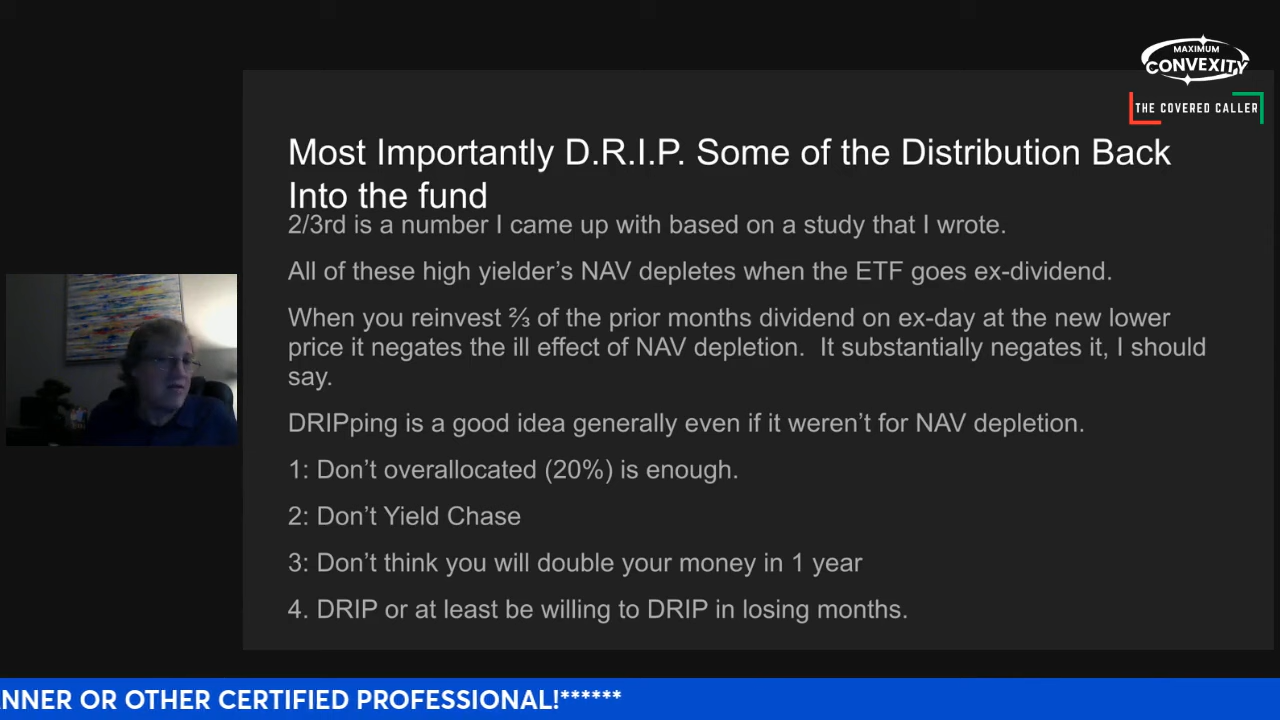 MAXIMUM
CONVEXITY
THE COVERED CALLER
Most Importantly D.R.I.P. Some of the Distribution Back
Into the fund
2/3rd is a number I came up with based on a study that I wrote.
All of these high yielder’s NAV depletes when the ETF goes ex-dividend.
When you reinvest ⅔ of the prior months dividend on ex-day at the new lower
price it negates the ill effect of NAV depletion.  It substantially negates it, I should
say.
DRIPping is a good idea generally even if it weren’t for NAV depletion.
1: Don’t overallocated (20%) is enough.
2: Don’t Yield Chase
3: Don’t think you will double your money in 1 year
4. DRIP or at least be willing to DRIP in losing months.
ANNER OR OTHER CERTIFIED PROFESSIONAL!******